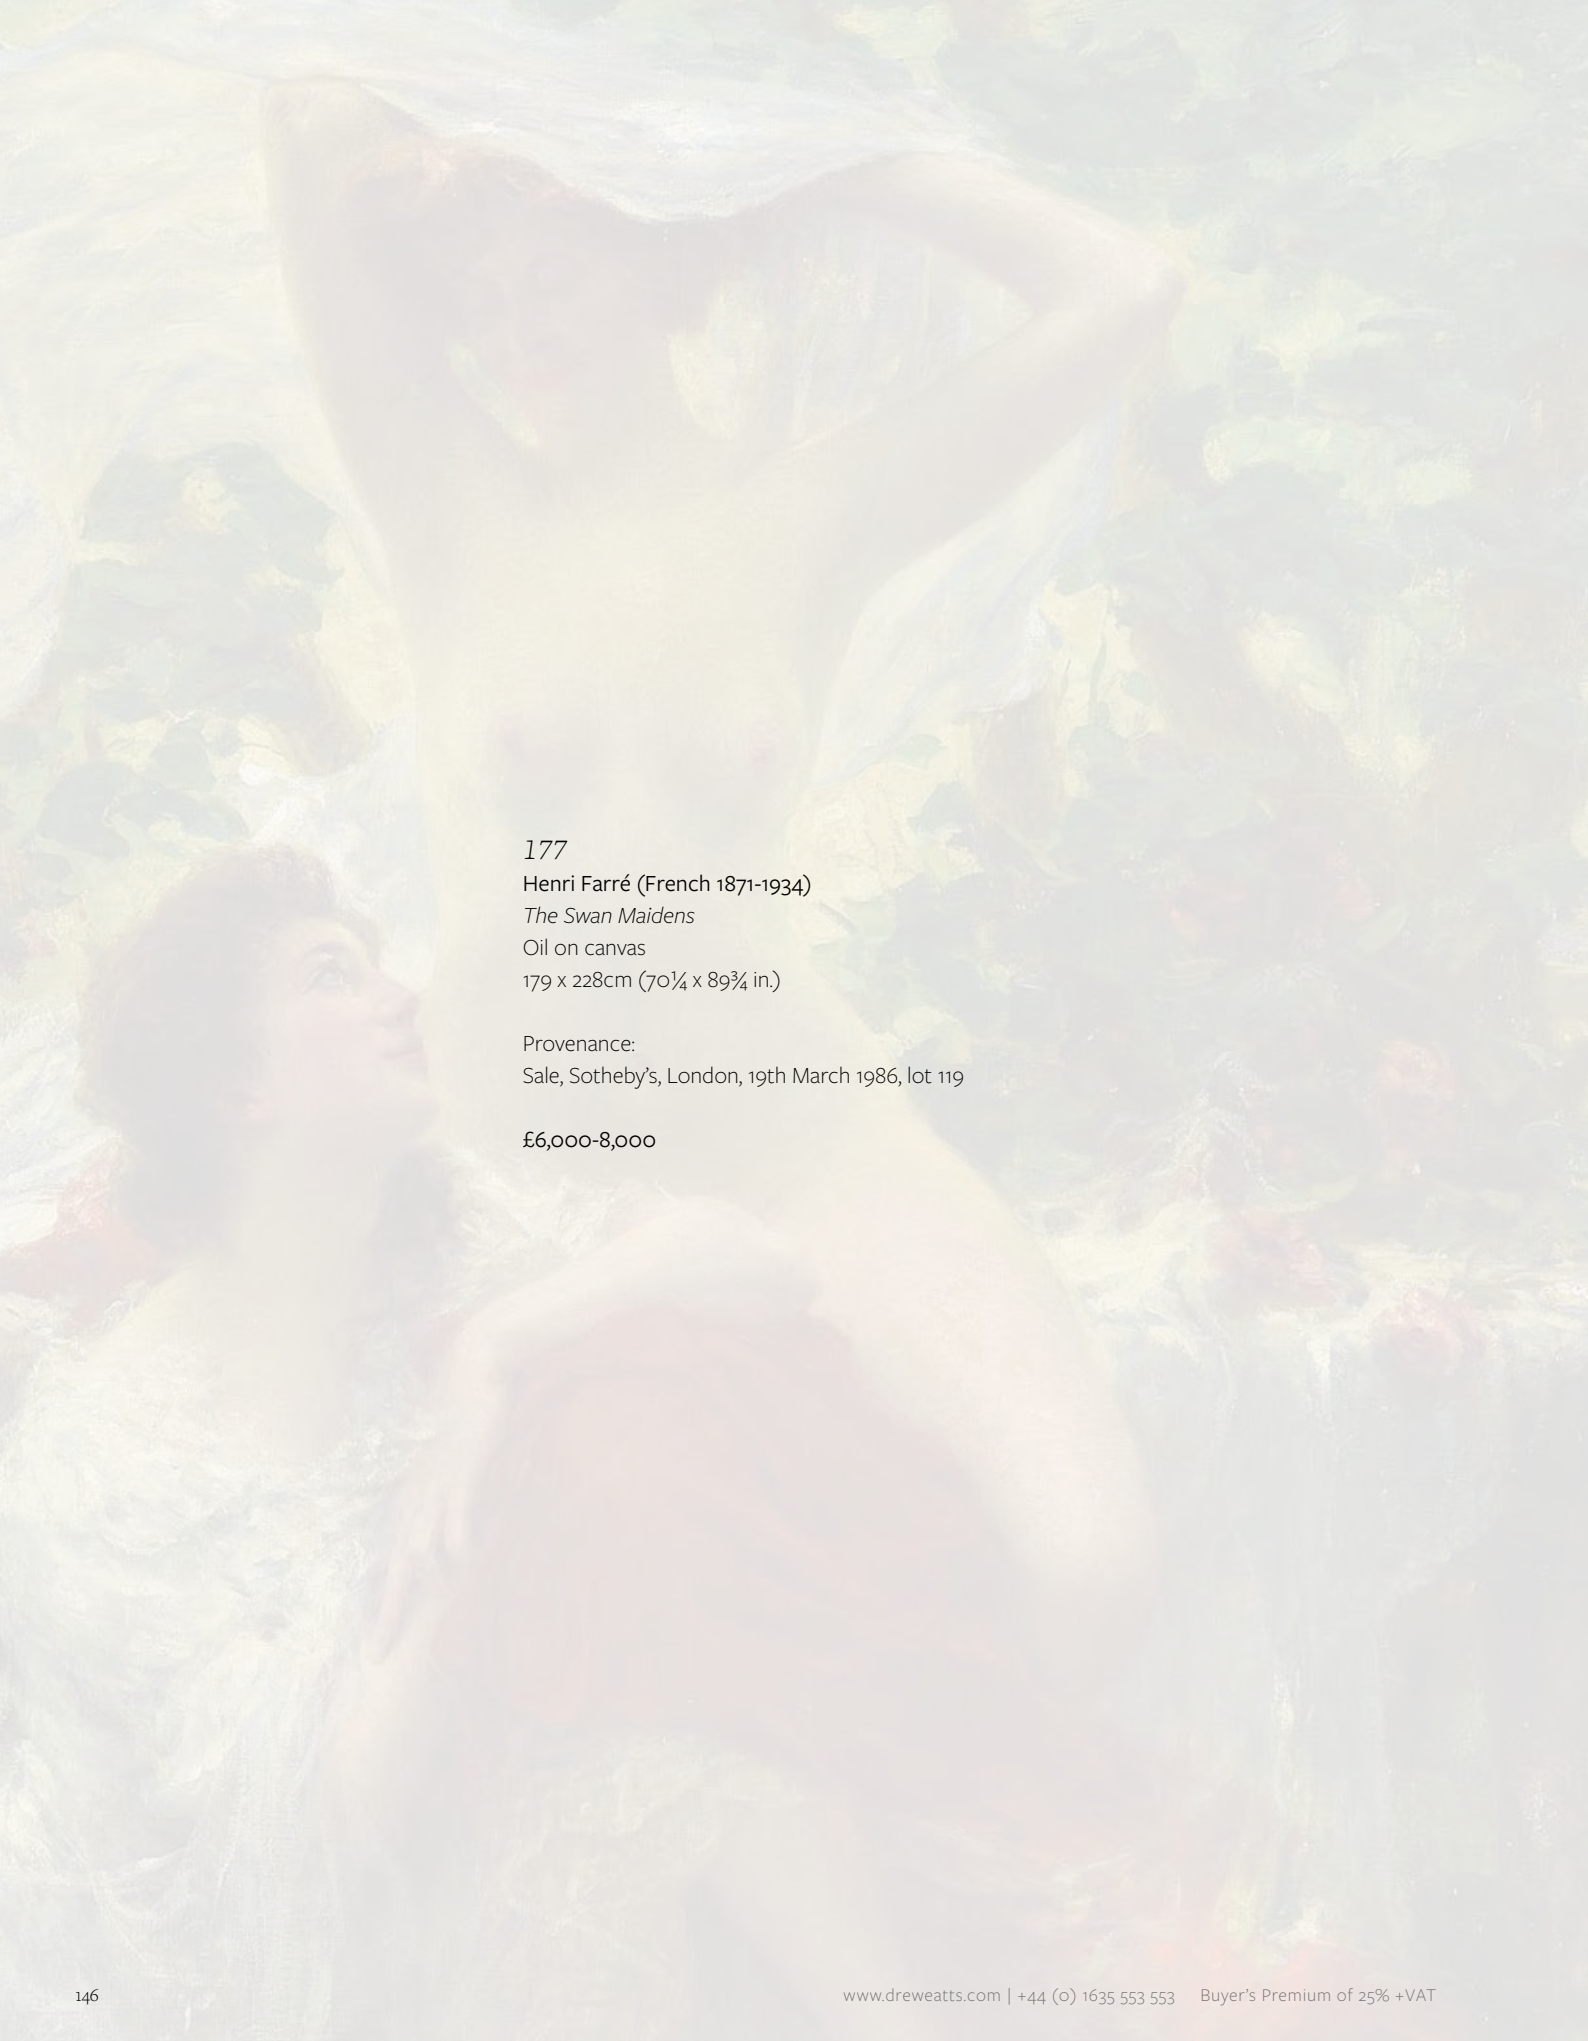 177
Henri Farré (French 1871-1934)
The Swan Maidens
Oil on canvas
179 x 228cm (70¼ x 89¾ in.)
Provenance:
Sale, Sotheby’s, London, 19th March 1986, lot 119
£6,000-8,000
146
www.dreweatts.com | +44 (0) 1635 553 553 Buyer’s Premium of 25% +VAT